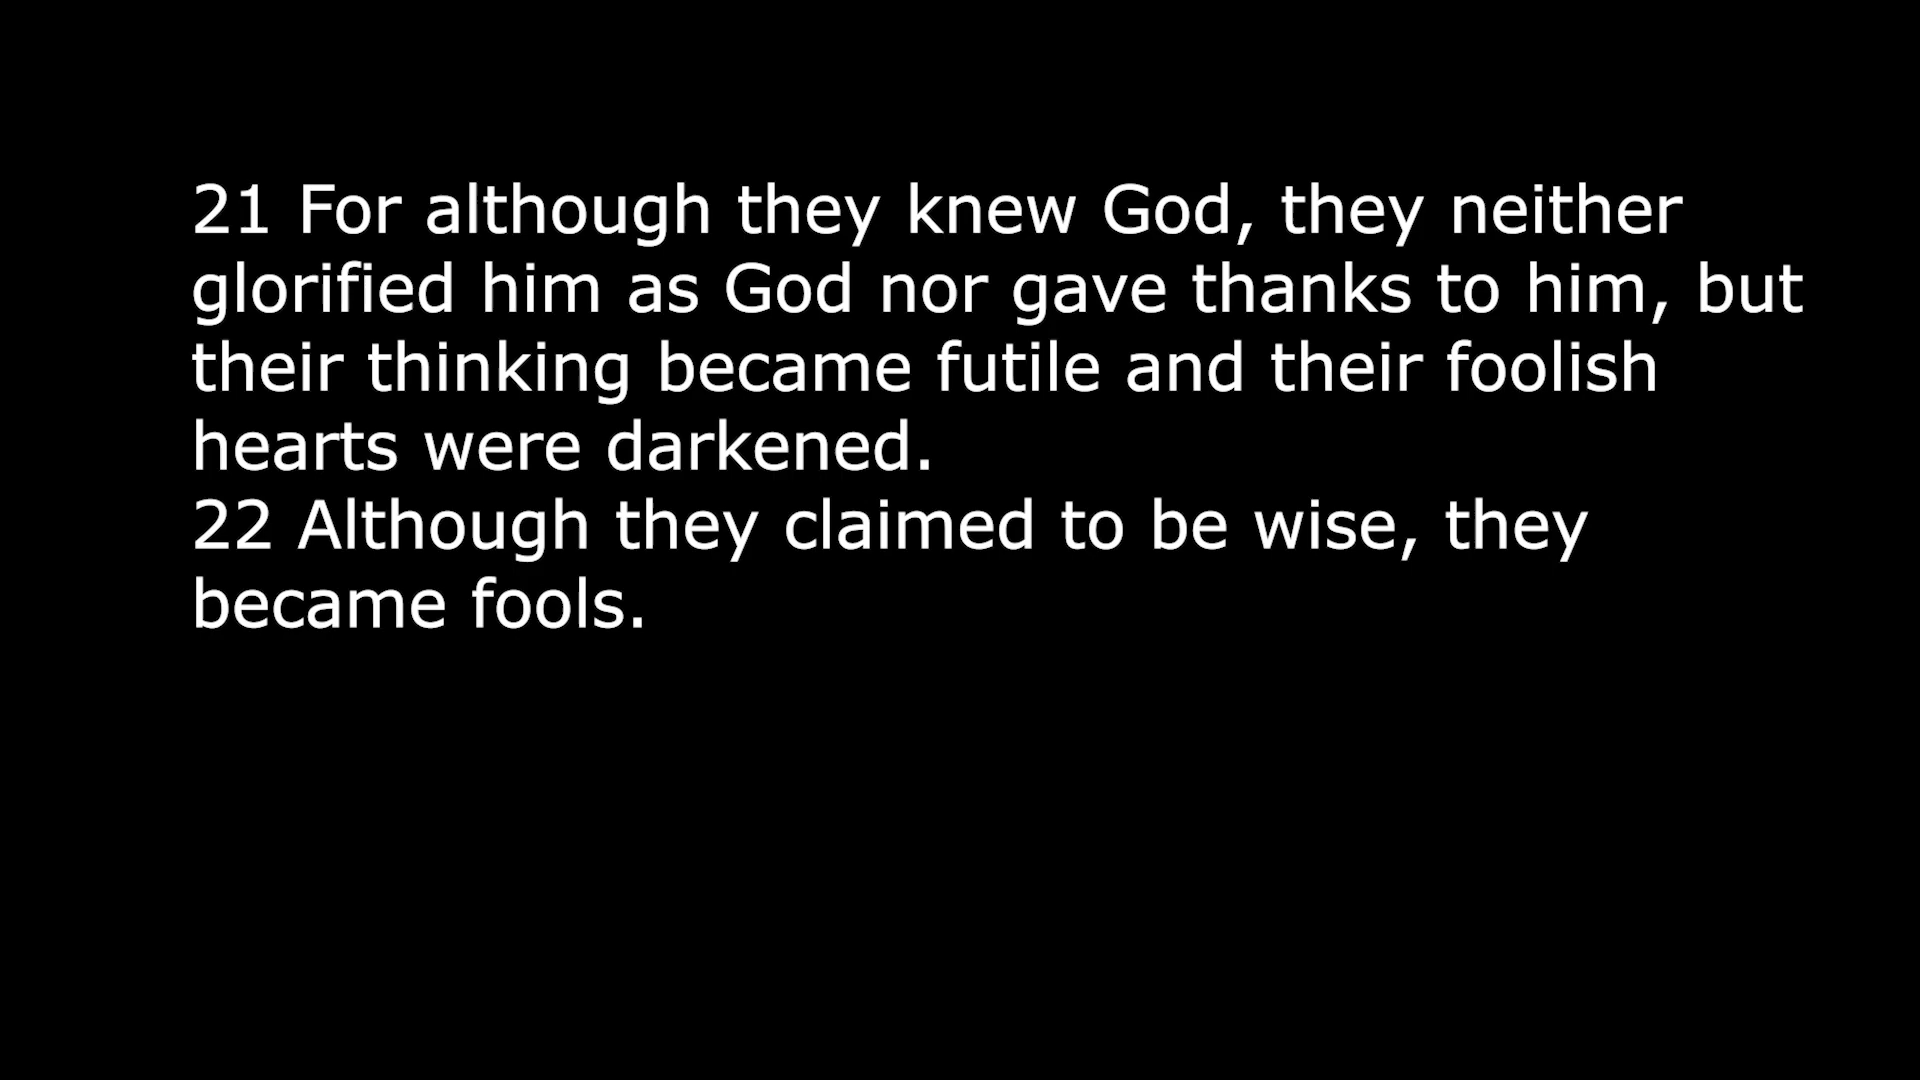 21 For although they knew God, they neither
glorified him as God nor gave thanks to him, but
their thinking became futile and their foolish
hearts were darkened.
22 Although they claimed to be wise, they
became fools.